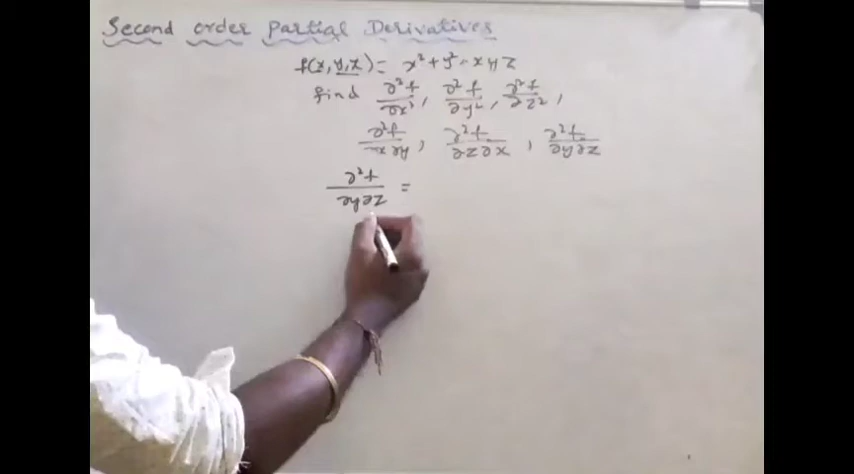 Second order Partial Derivatives
f(x,y,z) = x² + y² - xyz
find ∂²f/∂x², ∂²f/∂y², ∂²f/∂z²,
∂²f/∂x∂y, ∂²f/∂z∂x, ∂²f/∂y∂z
∂²f/∂y∂z =